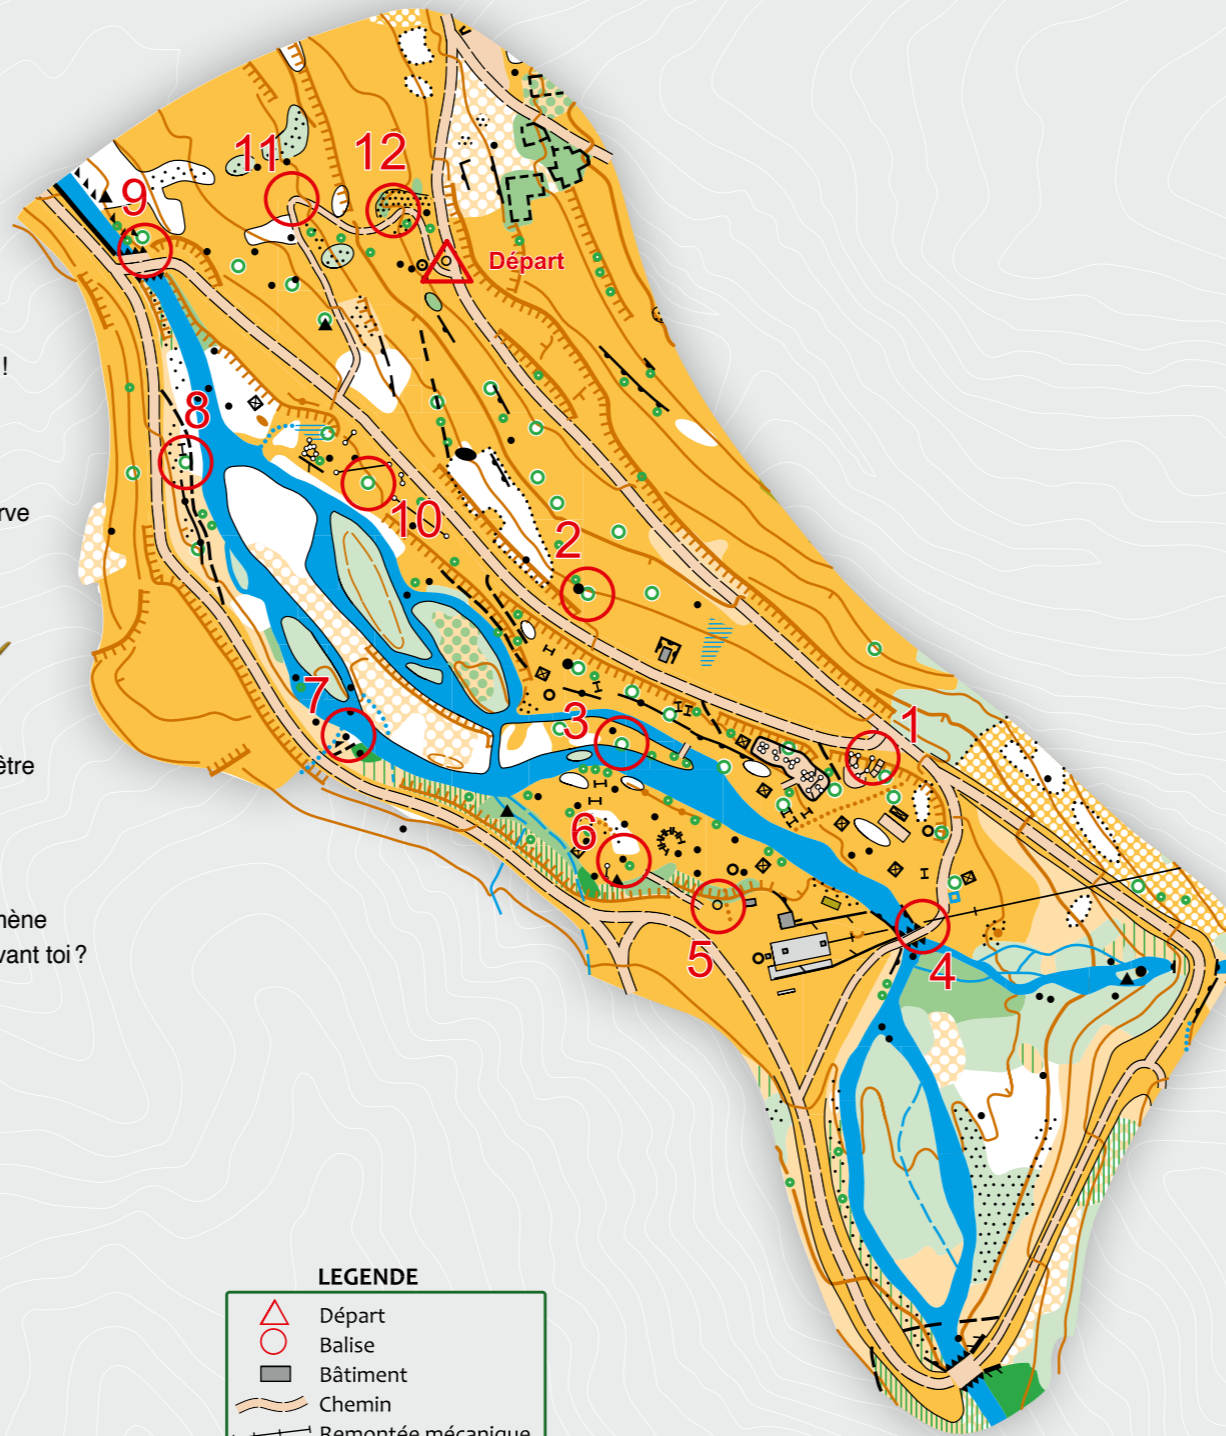 11
12
9
Départ
!
8
rve
10
2
être
7
3
1
6
mène
vant toi ?
5
4
LEGENDE
Départ
Balise
Bâtiment
Chemin
Remontée mécanique